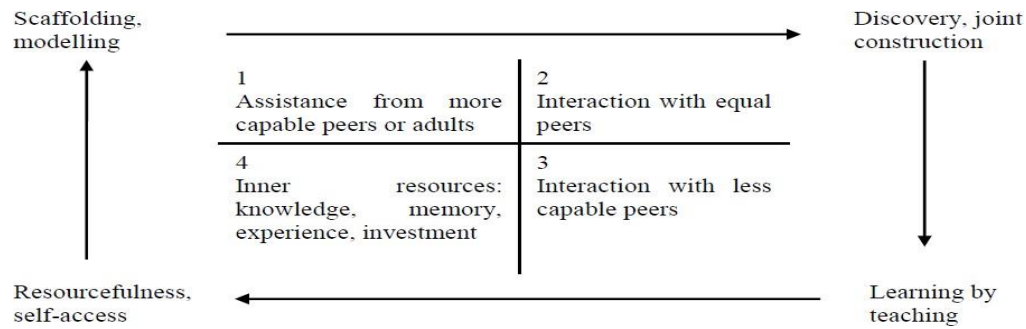 Scaffolding,
modelling
Discovery, joint
construction
1
Assistance from more
capable peers or adults
2
Interaction with equal
peers
4
Inner resources:
knowledge, memory,
experience, investment
3
Interaction with less
capable peers
Resourcefulness,
self-access
Learning by
teaching